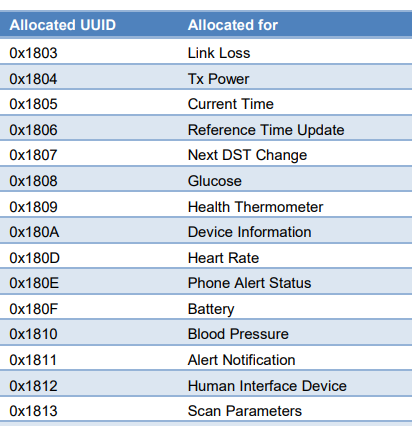 Allocated UUID Allocated for
0x1803 Link Loss
0x1804 Tx Power
0x1805 Current Time
0x1806 Reference Time Update
0x1807 Next DST Change
0x1808 Glucose
0x1809 Health Thermometer
0x180A Device Information
0x180D Heart Rate
0x180E Phone Alert Status
0x180F Battery
0x1810 Blood Pressure
0x1811 Alert Notification
0x1812 Human Interface Device
0x1813 Scan Parameters